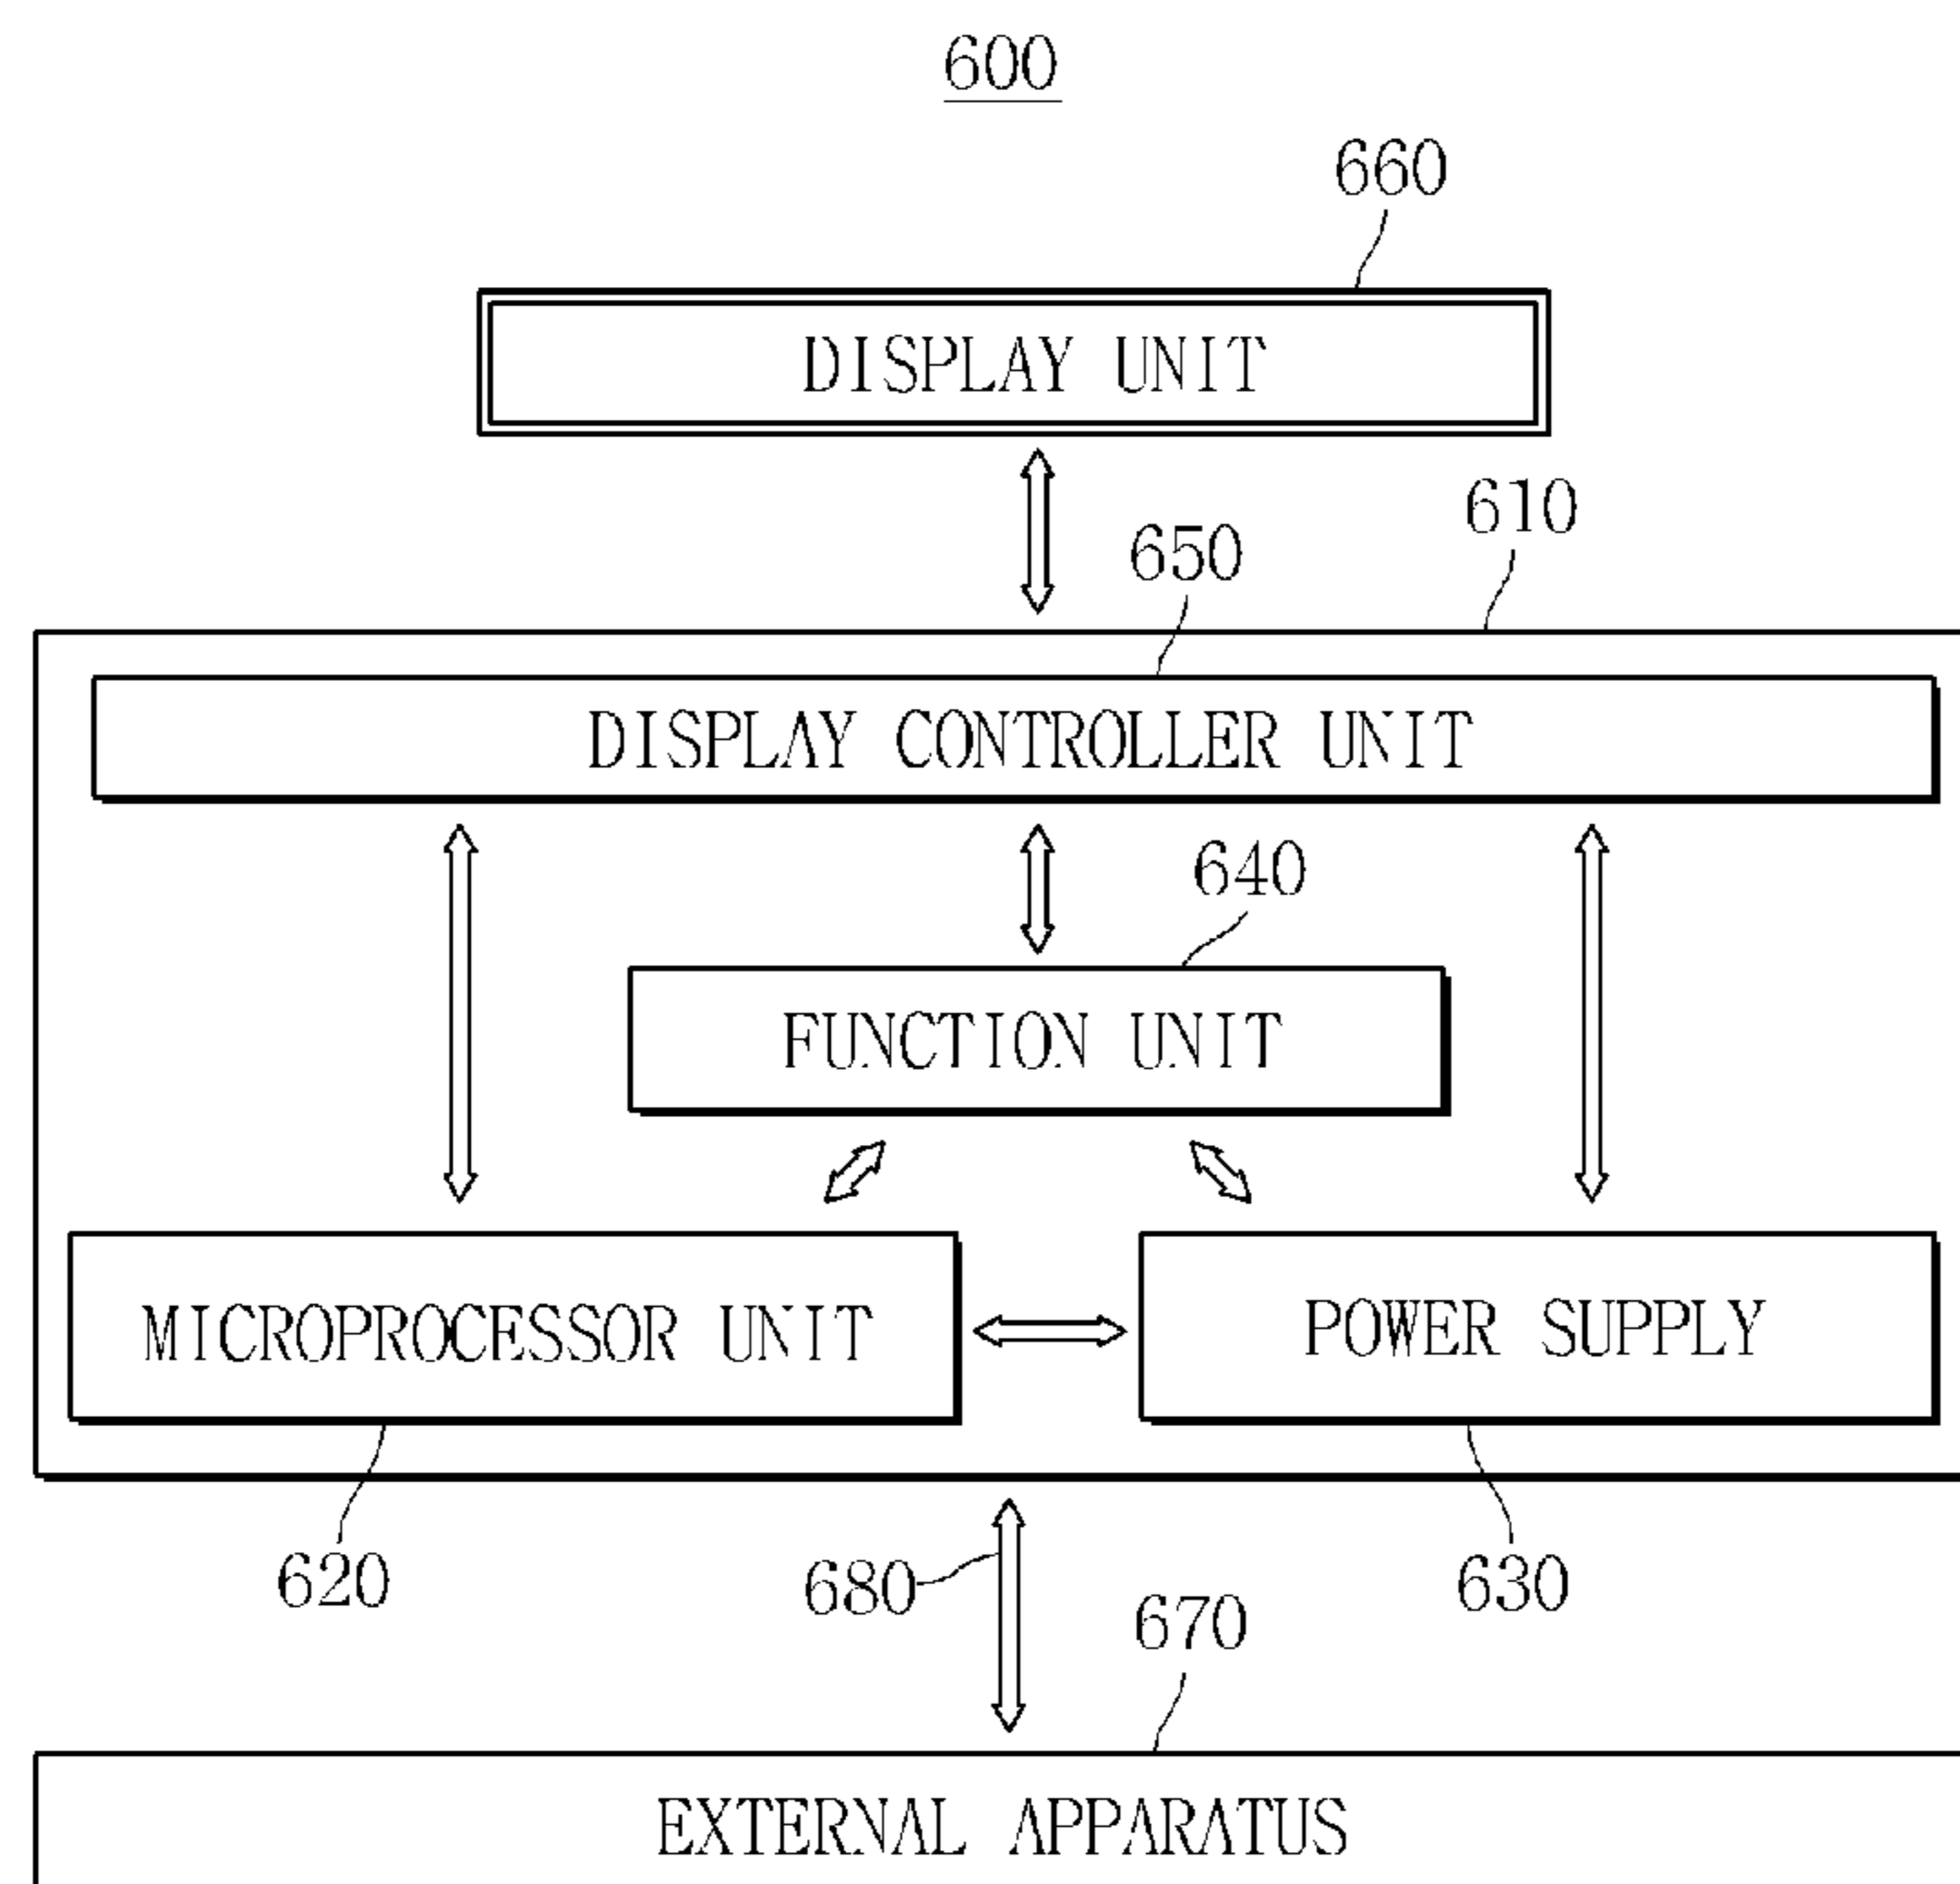 600
660
DISPLAY UNIT
610
650
DISPLAY CONTROLLER UNIT
640
FUNCTION UNIT
MICROPROCESSOR UNIT
POWER SUPPLY
620
680
630
670
EXTERNAL APPARATUS